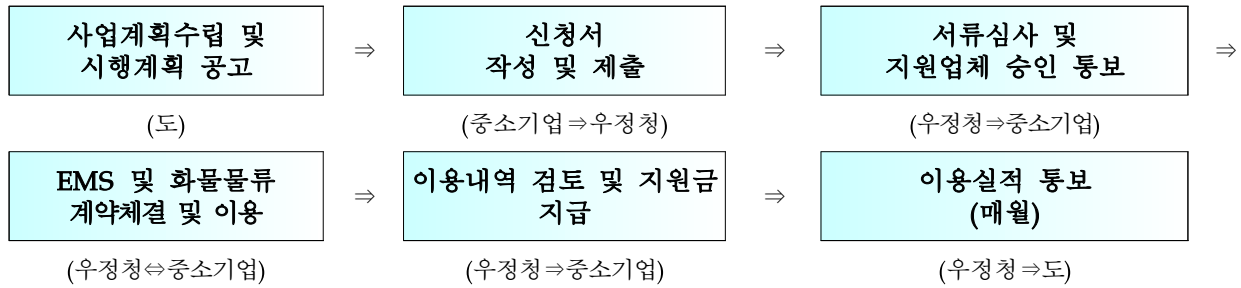 사업계획수립 및
시행계획 공고
⇒
신청서
작성 및 제출
⇒
서류심사 및
지원업체 승인 통보
⇒
(도)
(중소기업⇒우정청)
(우정청⇒중소기업)
EMS 및 화물물류
계약체결 및 이용
⇒
이용내역 검토 및 지원금
지급
⇒
이용실적 통보
(매월)
(우정청⇔중소기업)
(우정청⇒중소기업)
(우정청⇒도)